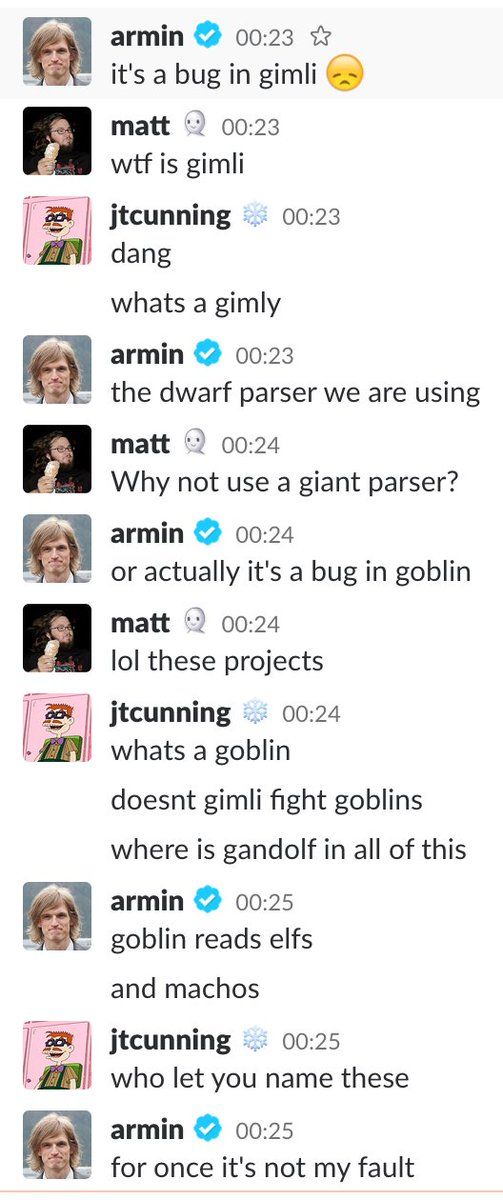 armin 00:23
it's a bug in gimli
matt 00:23
wtf is gimli
jtcunning 00:23
dang
whats a gimly
armin 00:23
the dwarf parser we are using
matt 00:24
Why not use a giant parser?
armin 00:24
or actually it's a bug in goblin
matt 00:24
lol these projects
jtcunning 00:24
whats a goblin
doesnt gimli fight goblins
where is gandolf in all of this
armin 00:25
goblin reads elfs
and machos
jtcunning 00:25
who let you name these
armin 00:25
for once it's not my fault